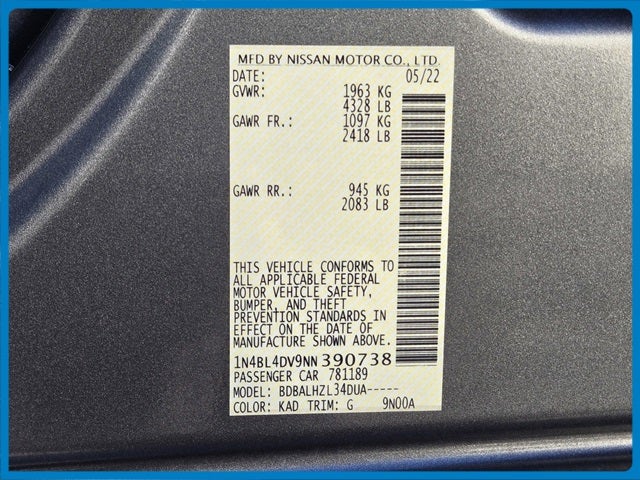 MFD BY NISSAN MOTOR CO., LTD
DATE: 05/22
GVWR: 1963 KG
4328 LB
GAWR FR.: 1097 KG
2418 LB
GAWR RR.: 945 KG
2083 LB
THIS VEHICLE CONFORMS TO
ALL APPLICABLE FEDERAL
MOTOR VEHICLE SAFETY,
BUMPER, AND THEFT
PREVENTION STANDARDS IN
EFFECT ON THE DATE OF
MANUFACTURE SHOWN ABOVE.
1N4BL4DV9NN390738
PASSENGER CAR 781189
MODEL: BDBALHZL34DUA-----
COLOR: KAD TRIM: G 9N00A